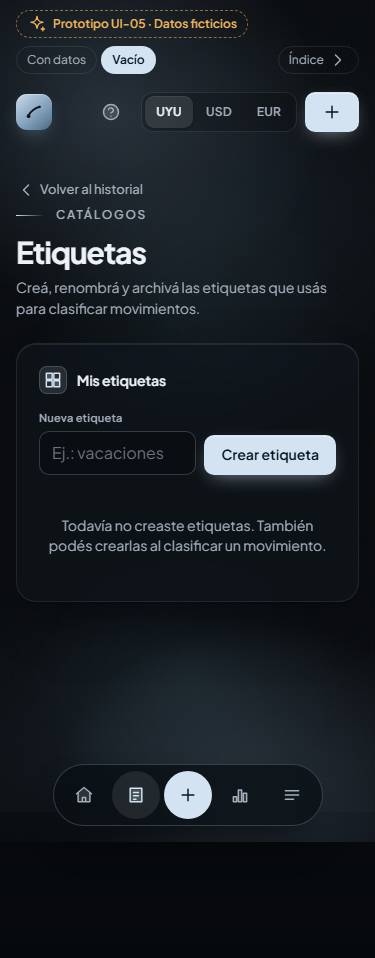 Prototipo UI-05 · Datos ficticios
Con datos Vacío Índice
UYU USD EUR
Volver al historial
CATÁLOGOS
Etiquetas
Creá, renombrá y archivá las etiquetas que usás
para clasificar movimientos.
Mis etiquetas
Nueva etiqueta
Ej.: vacaciones Crear etiqueta
Todavía no creaste etiquetas. También
podés crearlas al clasificar un movimiento.